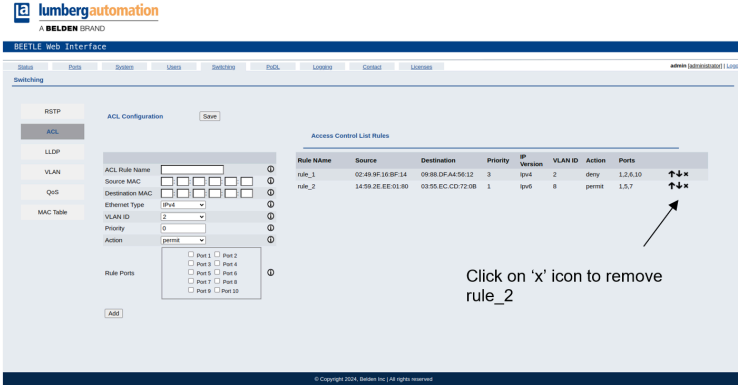 lumbergautomation
A BELDEN BRAND
BEETLE Web Interface
Status Ports System Users Switching PoDL Logging Contact Licenses admin [administrator] | Logo
Switching
RSTP
ACL
LLDP
VLAN
QoS
MAC Table
ACL Configuration Save
ACL Rule Name
Source MAC
Destination MAC
Ethernet Type IPv4
VLAN ID 2
Priority 0
Action permit
Rule Ports
Port 1 Port 2
Port 3 Port 4
Port 5 Port 6
Port 7 Port 8
Port 9 Port 10
Add
Access Control List Rules
Rule NAme Source Destination Priority IP Version VLAN ID Action Ports
rule_1 02:49.9F.16:BF:14 09:88.DF.A4:56:12 3 Ipv4 2 deny 1,2,6,10
rule_2 14:59.2E.EE:01:80 03:55.EC.CD:72:0B 1 Ipv6 8 permit 1,5,7
Click on ‘x’ icon to remove
rule_2
© Copyright 2024, Belden Inc | All rights reserved